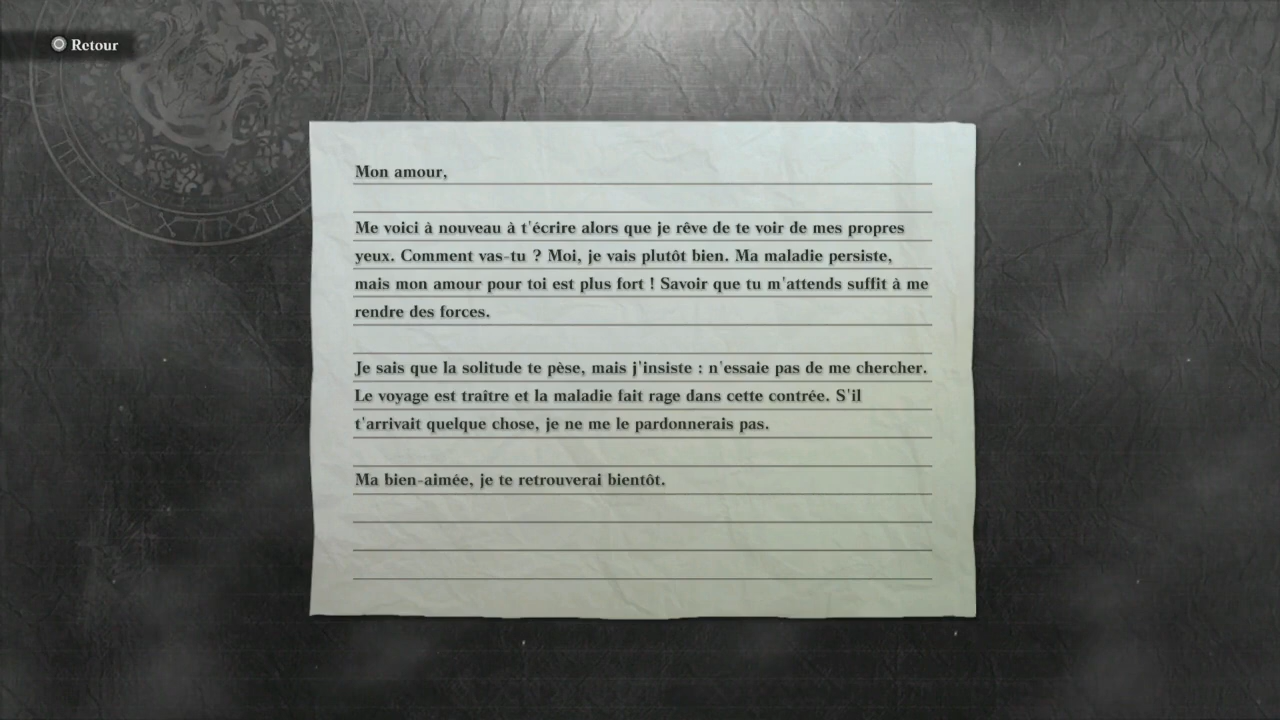 Retour
Mon amour,
Me voici à nouveau à t'écrire alors que je rêve de te voir de mes propres
yeux. Comment vas-tu ? Moi, je vais plutôt bien. Ma maladie persiste,
mais mon amour pour toi est plus fort ! Savoir que tu m'attends suffit à me
rendre des forces.
Je sais que la solitude te pèse, mais j'insiste : n'essaie pas de me chercher.
Le voyage est traître et la maladie fait rage dans cette contrée. S'il
t'arrivait quelque chose, je ne me le pardonnerais pas.
Ma bien-aimée, je te retrouverai bientôt.